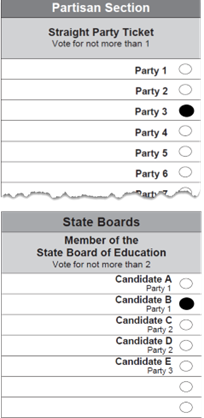 Partisan Section
Straight Party Ticket
Vote for not more than 1
Party 1
Party 2
Party 3
Party 4
Party 5
Party 6
Party 7
State Boards
Member of the
State Board of Education
Vote for not more than 2
Candidate A
Party 1
Candidate B
Party 1
Candidate C
Party 2
Candidate D
Party 2
Candidate E
Party 3